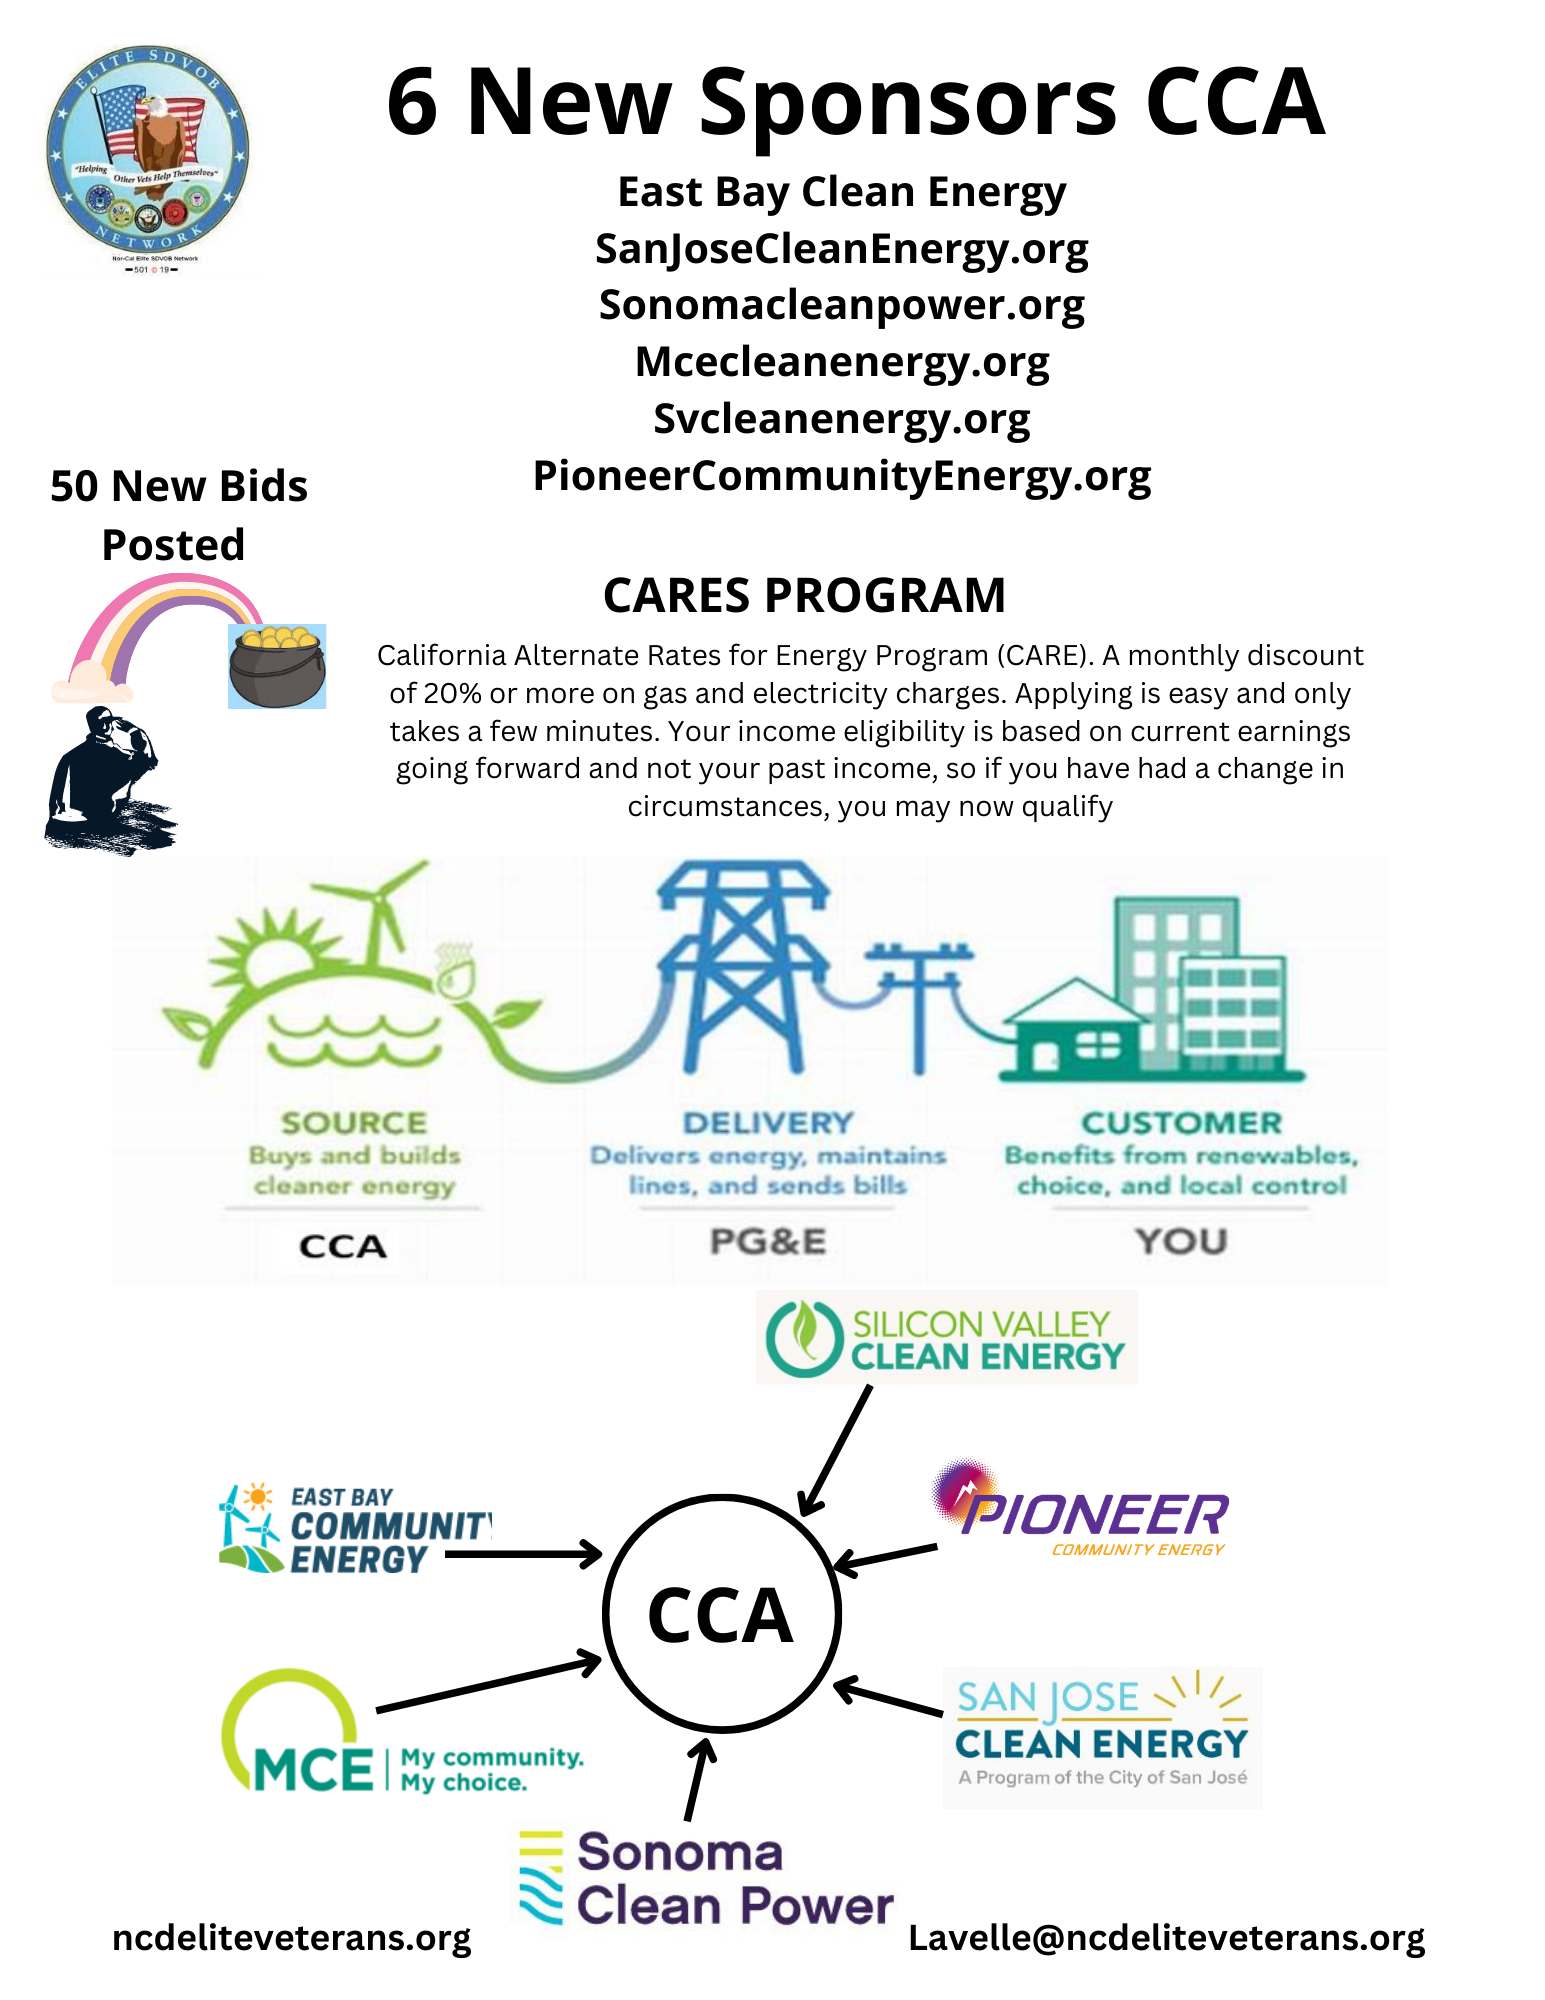 ELITE SDVOB
"Helping Other Vets Help Themselves"
NETWORK
Nor-Cal Elite SDVOB Network
501 © 19
6 New Sponsors CCA
East Bay Clean Energy
SanJoseCleanEnergy.org
Sonomacleanpower.org
Mcecleanenergy.org
Svcleanenergy.org
PioneerCommunityEnergy.org
50 New Bids
Posted
CARES PROGRAM
California Alternate Rates for Energy Program (CARE). A monthly discount
of 20% or more on gas and electricity charges. Applying is easy and only
takes a few minutes. Your income eligibility is based on current earnings
going forward and not your past income, so if you have had a change in
circumstances, you may now qualify
SOURCE
Buys and builds
cleaner energy
CCA
DELIVERY
Delivers energy, maintains
lines, and sends bills
PG&E
CUSTOMER
Benefits from renewables,
choice, and local control
YOU
SILICON VALLEY
CLEAN ENERGY
EAST BAY
COMMUNIT
ENERGY
PIONEER
COMMUNITY ENERGY
CCA
MCE
My community.
My choice.
SAN JOSE
CLEAN ENERGY
A Program of the City of San José
Sonoma
Clean Power
ncdeliteveterans.org
Lavelle@ncdeliteveterans.org